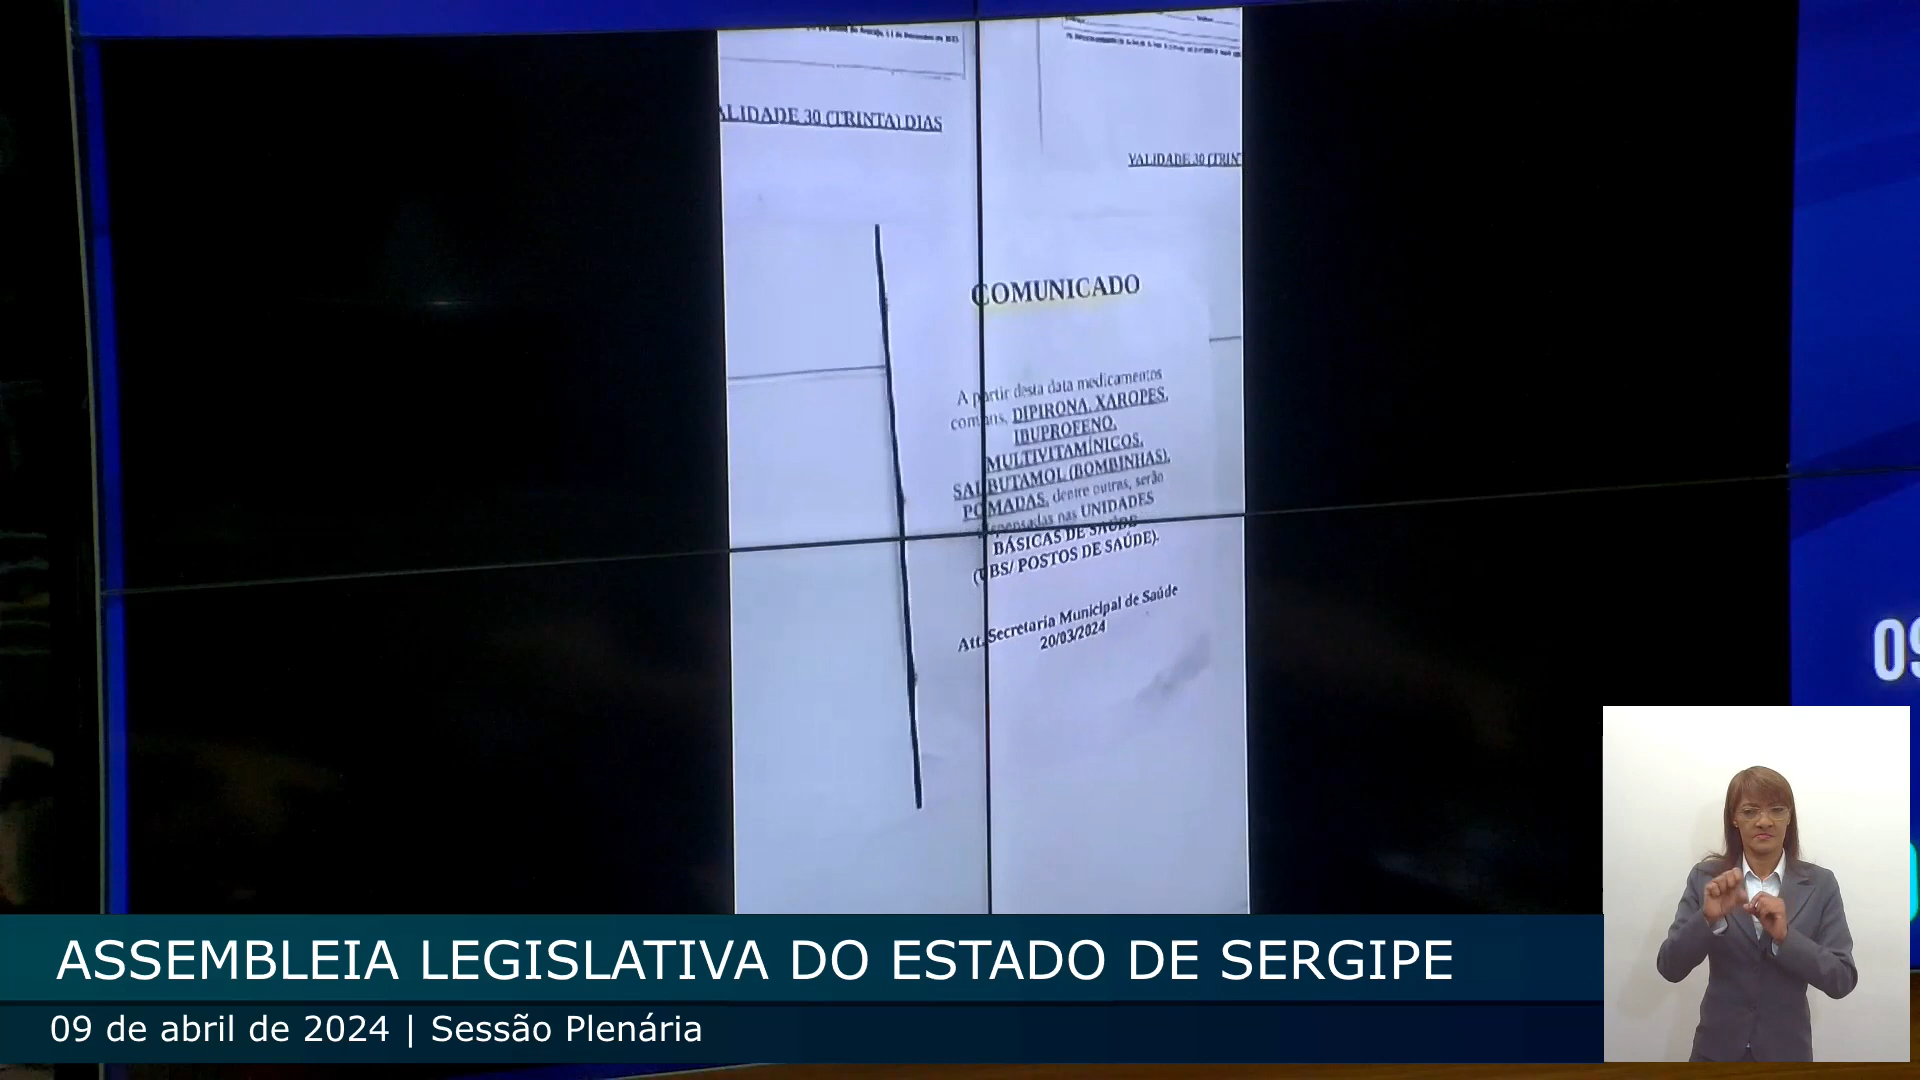 ALIDADE 30 (TRINTA) DIAS
VALIDADE 30 (TRIN
COMUNICADO
A partir desta data medicamentos
comuns, DIPIRONA, XAROPES,
IBUPROFENO,
MULTIVITAMÍNICOS,
SALBUTAMOL (BOMBINHAS),
POMADAS, dentre outras, serão
dispensadas nas UNIDADES
BÁSICAS DE SAÚDE
(UBS/ POSTOS DE SAÚDE).
Att. Secretaria Municipal de Saúde
20/03/2024
09
ASSEMBLEIA LEGISLATIVA DO ESTADO DE SERGIPE
09 de abril de 2024 | Sessão Plenária